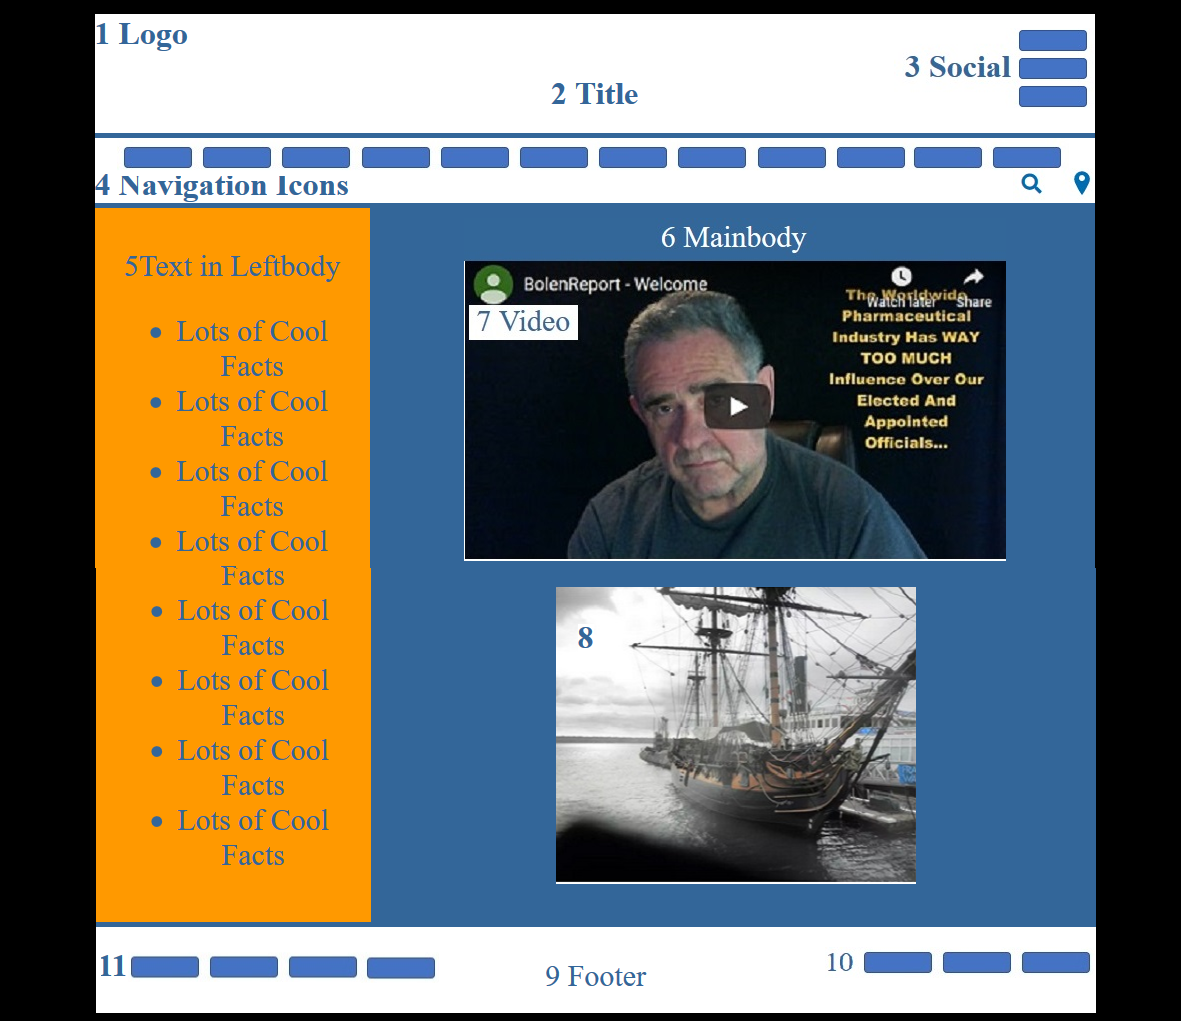 1 Logo
3 Social
2 Title
4 Navigation Icons
5Text in Leftbody
Lots of Cool
Facts
Lots of Cool
Facts
Lots of Cool
Facts
Lots of Cool
Facts
Lots of Cool
Facts
Lots of Cool
Facts
Lots of Cool
Facts
Lots of Cool
Facts
6 Mainbody
BolenReport - Welcome
Watch later
Share
7 Video
The Worldwide
Pharmaceutical
Industry Has WAY
TOO MUCH
Influence Over Our
Elected And
Appointed
Officials...
8
11
9 Footer
10